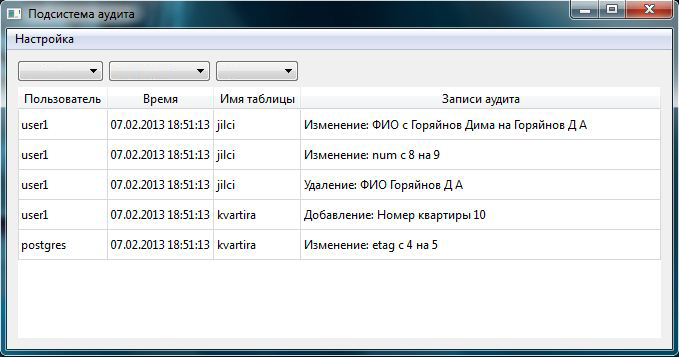 Подсистема аудита
Настройка
Пользователь Время Имя таблицы Записи аудита
user1 07.02.2013 18:51:13 jilci Изменение: ФИО с Горяйнов Дима на Горяйнов Д А
user1 07.02.2013 18:51:13 jilci Изменение: num с 8 на 9
user1 07.02.2013 18:51:13 jilci Удаление: ФИО Горяйнов Д А
user1 07.02.2013 18:51:13 kvartira Добавление: Номер квартиры 10
postgres 07.02.2013 18:51:13 kvartira Изменение: etag с 4 на 5